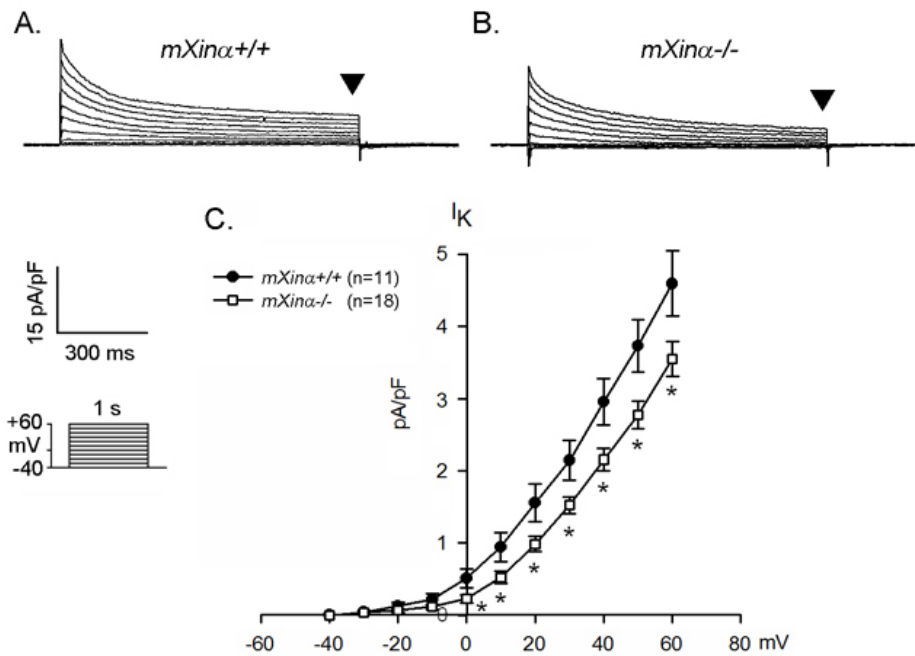 A.
mXinα+/+
B.
mXinα-/-
C.
I_K
mXinα+/+ (n=11)
mXinα-/- (n=18)
15 pA/pF
300 ms
1 s
+60
mV
-40
pA/pF
5
4
3
2
1
0
* * * * * * *
-60 -40 -20 0 20 40 60 80 mV